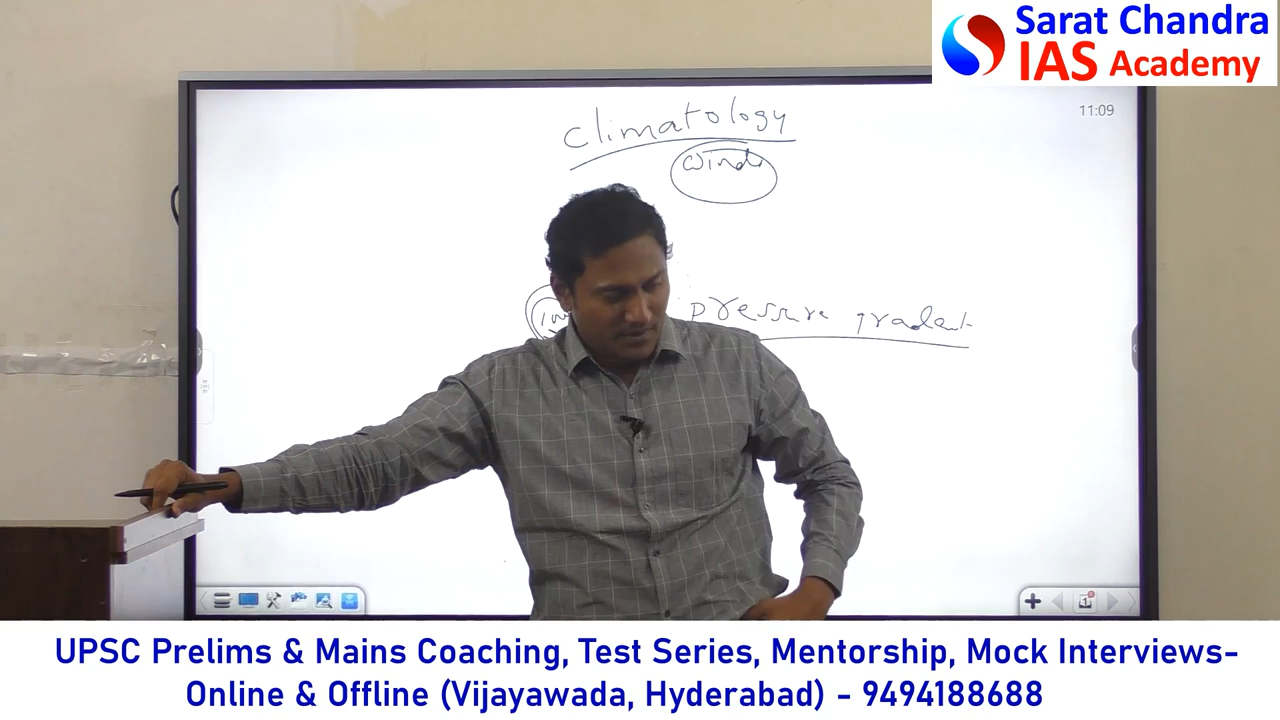 Sarat Chandra
IAS Academy
11:09
climatology
winds
pressure gradent
UPSC Prelims & Mains Coaching, Test Series, Mentorship, Mock Interviews-
Online & Offline (Vijayawada, Hyderabad) - 9494188688